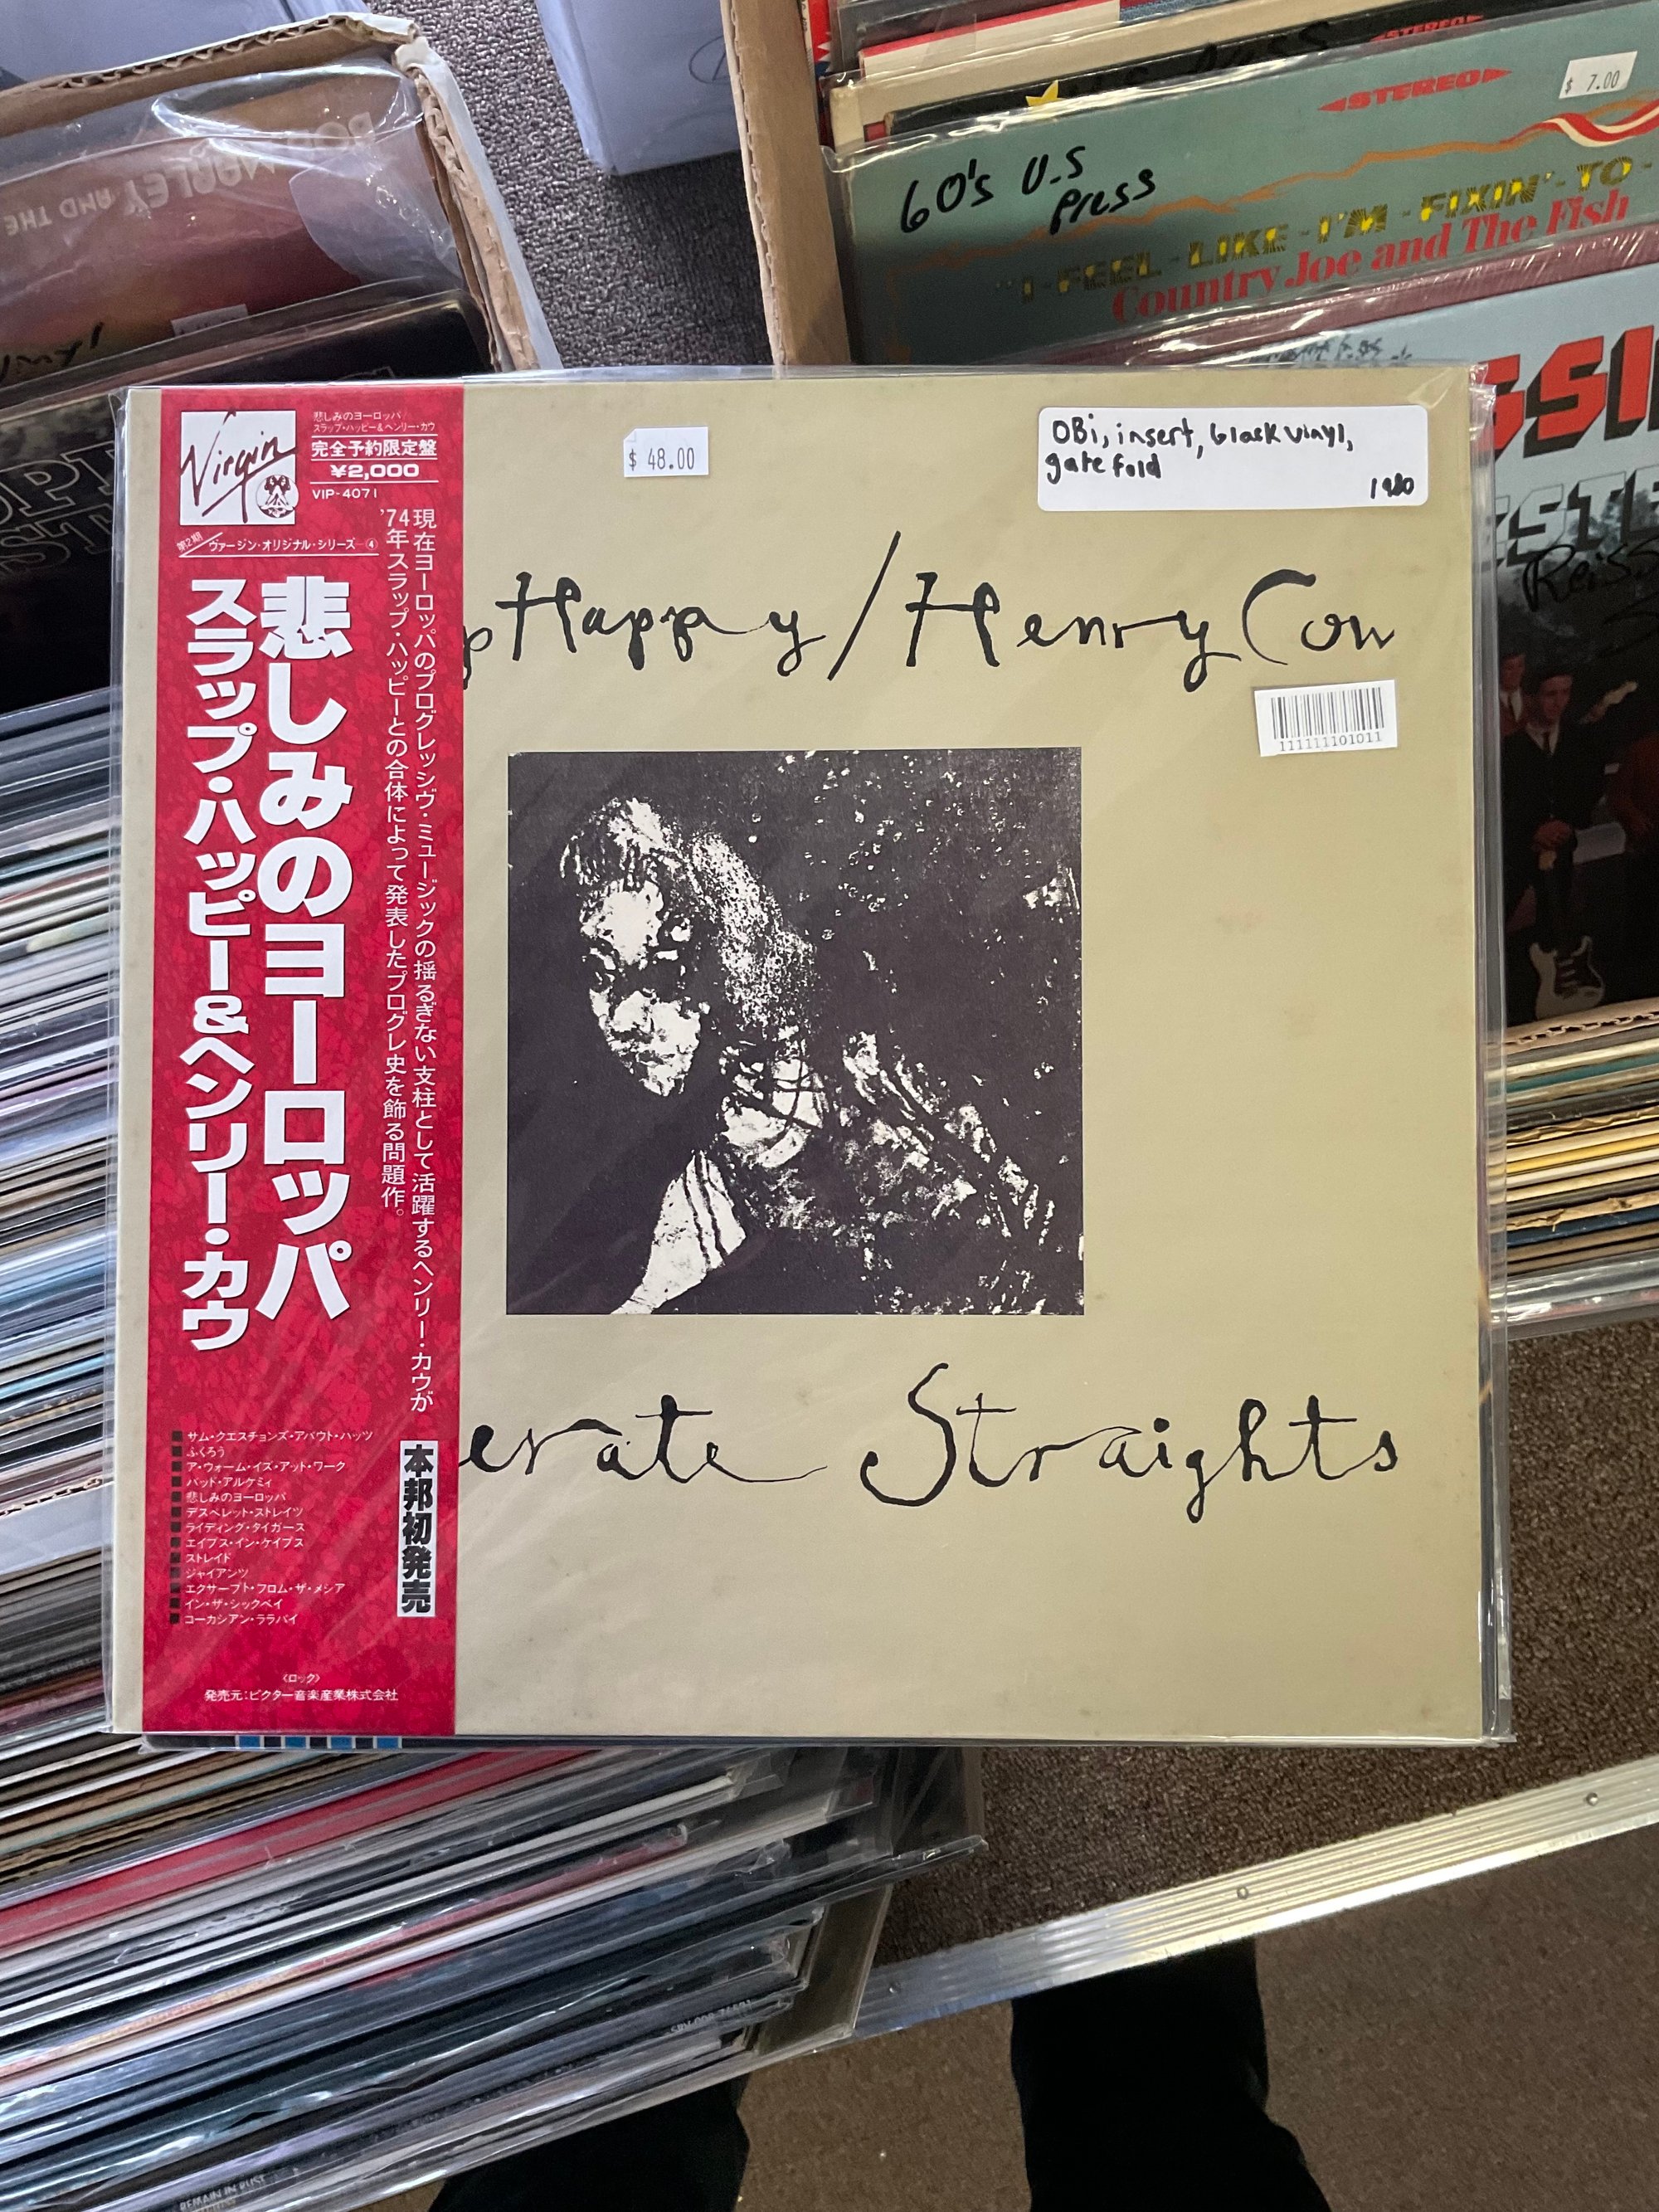 BOB MARLEY AND THE
vinyl
STEREO
STEREO
$ 7.00
60's U.S
Press
"I-FEEL-LIKE-I'M-FIXIN'-TO-
Country Joe and The Fish
Virgin
悲しみのヨーロッパ
スラップ・ハッピー&ヘンリー・カウ
完全予約限定盤
¥2,000
VIP-4071
第2期 ヴァージン・オリジナル・シリーズ─④
現在ヨーロッパのプログレッシヴ・ミュージックの揺るぎない支柱として活躍するヘンリー・カウが
'74年スラップ・ハッピーとの合体によって発表したプログレ史を飾る問題作。
悲しみのヨーロッパ
スラップ・ハッピー&ヘンリー・カウ
本邦初発売
■サム・クエスチョンズ・アバウト・ハッツ
■ふくろう
■ア・ウォーム・イズ・アット・ワーク
■バッド・アルケミィ
■悲しみのヨーロッパ
■デスペレット・ストレイツ
■ライディング・タイガース
■エイプス・イン・ケイプス
■ストレイド
■ジャイアンツ
■エクサープト・フロム・ザ・メシア
■イン・ザ・シックベイ
■コーカシアン・ララバイ
〈ロック〉
発売元:ビクター音楽産業株式会社
$ 48.00
OBi, insert, black vinyl,
gatefold
1980
p Happy/Henry Cow
111111101011
erate Straights